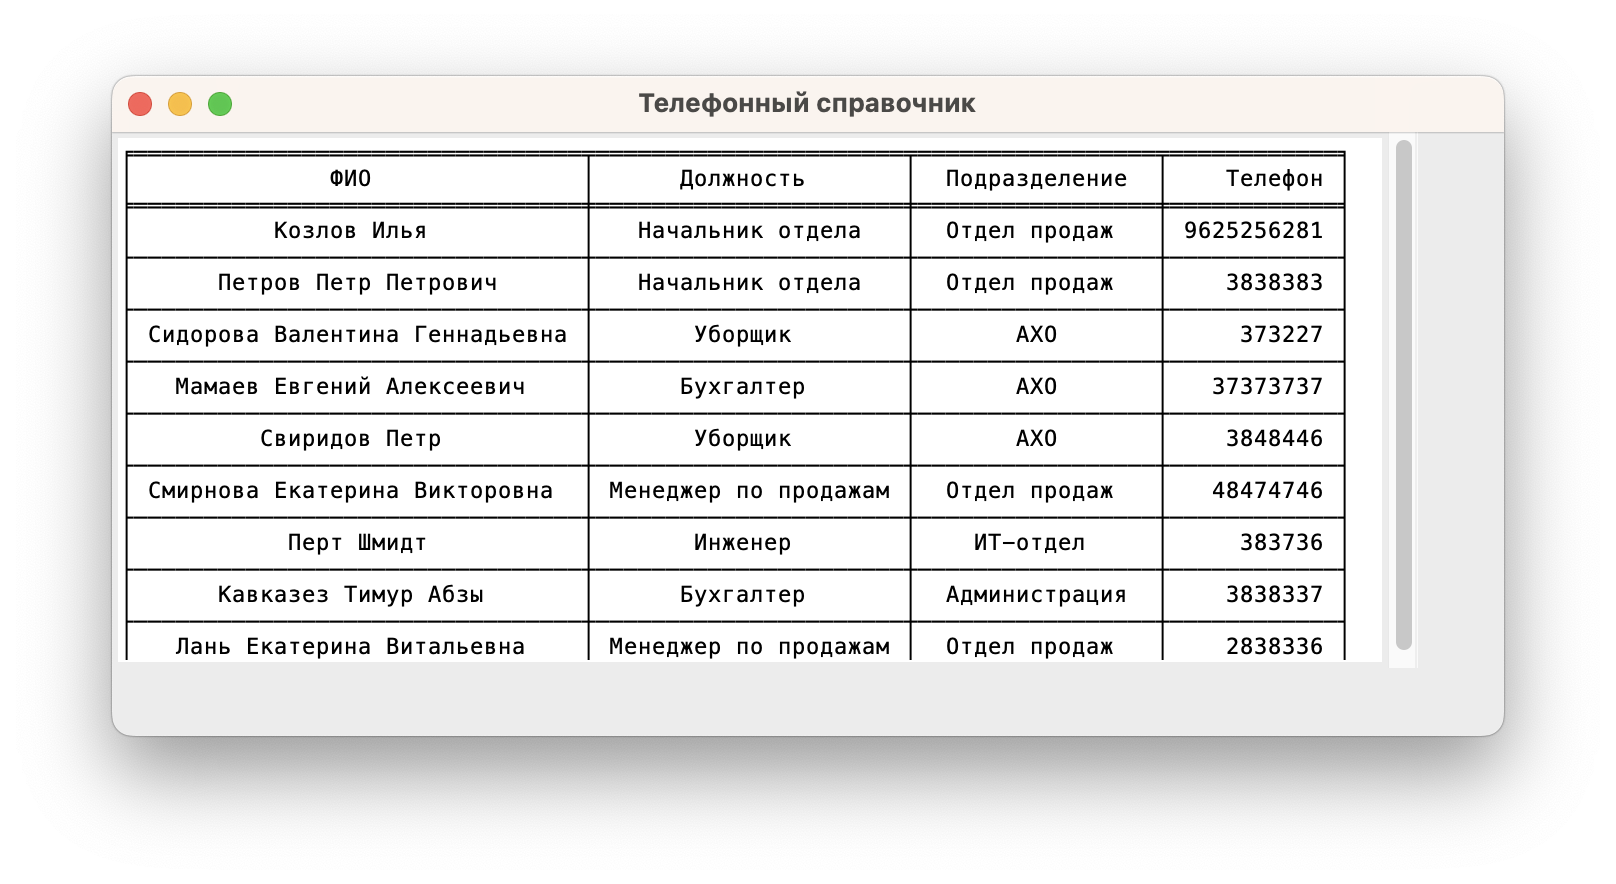 Телефонный справочник
ФИО Должность Подразделение Телефон
Козлов Илья Начальник отдела Отдел продаж 9625256281
Петров Петр Петрович Начальник отдела Отдел продаж 3838383
Сидорова Валентина Геннадьевна Уборщик АХО 373227
Мамаев Евгений Алексеевич Бухгалтер АХО 37373737
Свиридов Петр Уборщик АХО 3848446
Смирнова Екатерина Викторовна Менеджер по продажам Отдел продаж 48474746
Перт Шмидт Инженер ИТ-отдел 383736
Кавказез Тимур Абзы Бухгалтер Администрация 3838337
Лань Екатерина Витальевна Менеджер по продажам Отдел продаж 2838336